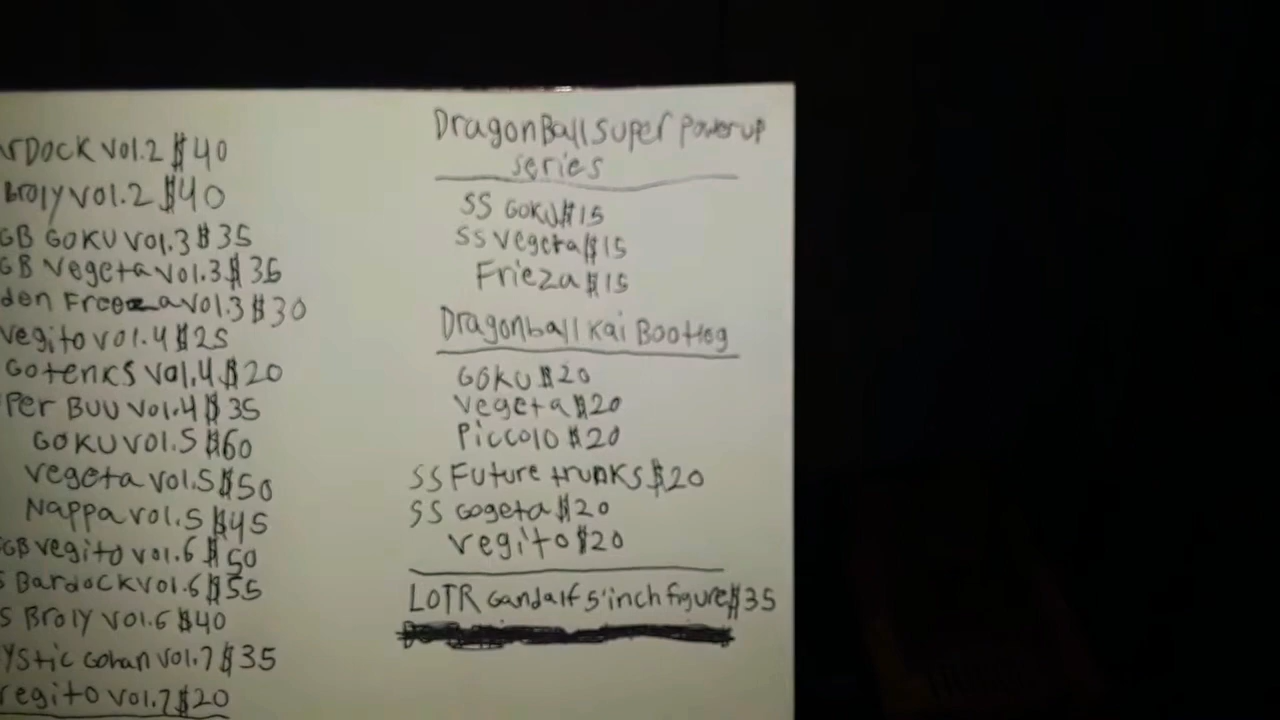 arDock vol.2 $40
Broly vol.2 $40
GB GOKU vol.3 $35
GB Vegeta vol.3 $36
den Freeza vol.3 $30
vegito vol.4 $25
Gotenks vol.4 $20
Per BUU vol.4 $35
GOKU vol.5 $60
vegeta vol.5 $50
Nappa vol.5 $45
GB vegito vol.6 $50
S Bardock vol.6 $55
S Broly vol.6 $40
ystic Gohan vol.7 $35
vegito vol.7 $20
DragonBall super Power up
series
SS GOKU $15
SS Vegeta $15
Frieza $15
Dragonball Kai Bootleg
GOKU $20
Vegeta $20
Piccolo $20
SS Future trunks $20
SS Gogeta $20
vegito $20
LOTR Gandalf 5'inch figure $35